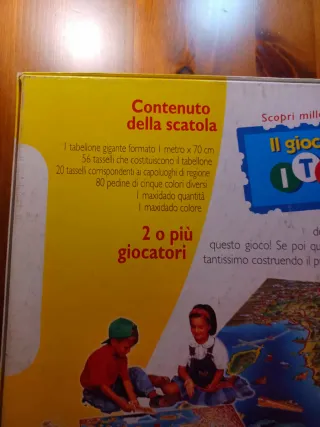 Contenuto
della scatola
1 tabellone gigante formato 1 metro x 70 cm
56 tasselli che costituiscono il tabellone
20 tasselli corrispondenti ai capoluoghi di regione
80 pedine di cinque colori diversi
1 maxidado quantità
1 maxidado colore
2 o più
giocatori
Scopri mille
Il gioc
IT
de
questo gioco! Se poi qu
tantissimo costruendo il p